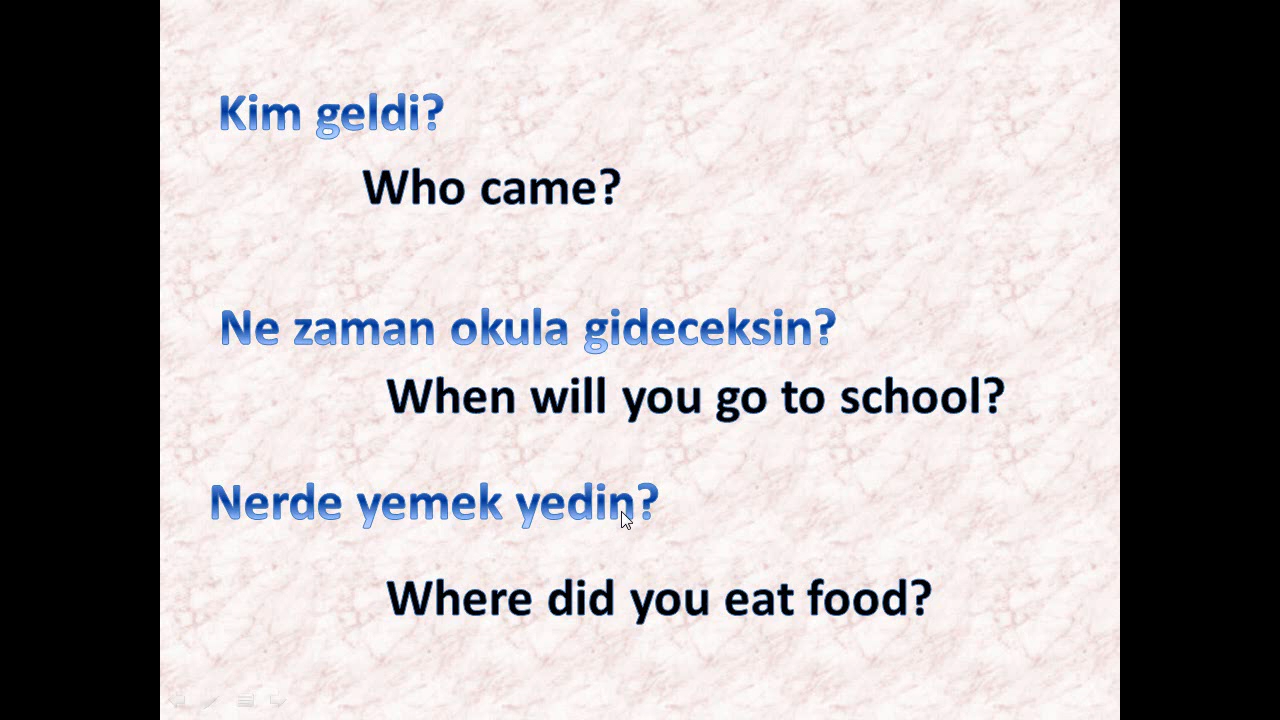 Kim geldi?
Who came?
Ne zaman okula gideceksin?
When will you go to school?
Nerde yemek yedin?
Where did you eat food?